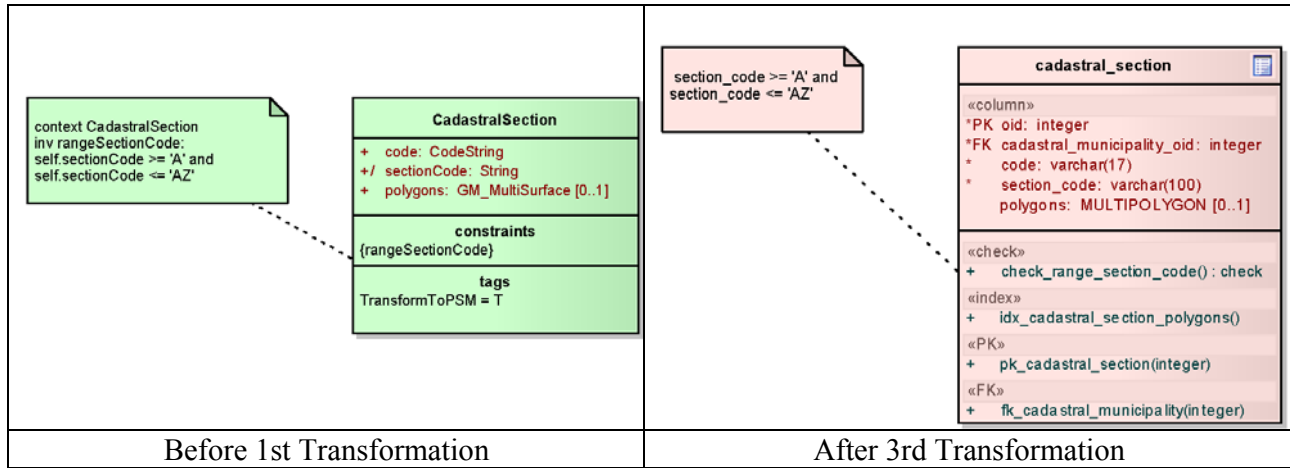 context CadastralSection
inv rangeSectionCode:
self.sectionCode >= 'A' and
self.sectionCode <= 'AZ'
CadastralSection
+ code: CodeString
+/ sectionCode: String
+ polygons: GM_MultiSurface [0..1]
constraints
{rangeSectionCode}
tags
TransformToPSM = T
Before 1st Transformation
section_code >= 'A' and
section_code <= 'AZ'
cadastral_section
«column»
*PK oid: integer
*FK cadastral_municipality_oid: integer
* code: varchar(17)
* section_code: varchar(100)
polygons: MULTIPOLYGON [0..1]
«check»
+ check_range_section_code() : check
«index»
+ idx_cadastral_section_polygons()
«PK»
+ pk_cadastral_section(integer)
«FK»
+ fk_cadastral_municipality(integer)
After 3rd Transformation